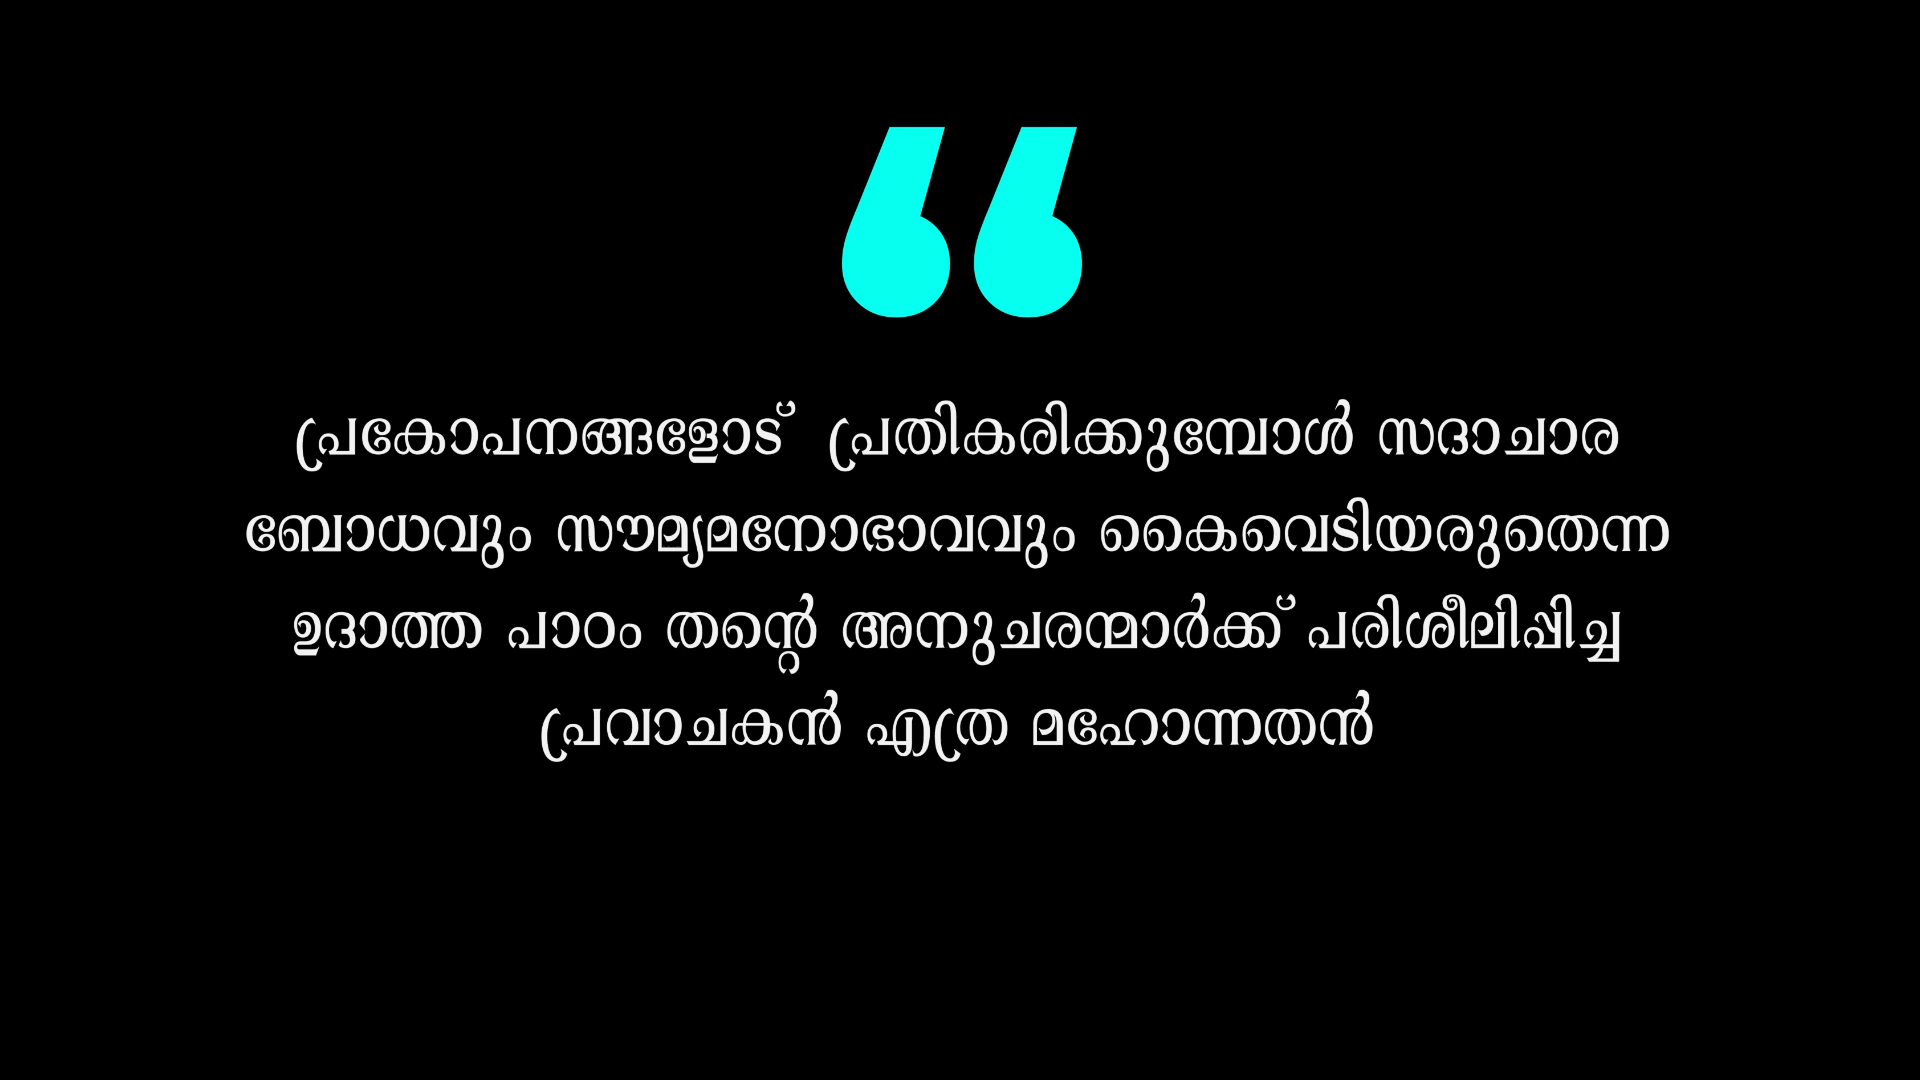 “
പ്രകോപനങ്ങളോട് പ്രതികരിക്കുമ്പോൾ സദാചാര
ബോധവും സൗമ്യമനോഭാവവും കൈവെടിയരുതെന്ന
ഉദാത്ത പാഠം തന്റെ അനുചരന്മാർക്ക് പരിശീലിപ്പിച്ച
പ്രവാചകൻ എത്ര മഹോന്നതൻ